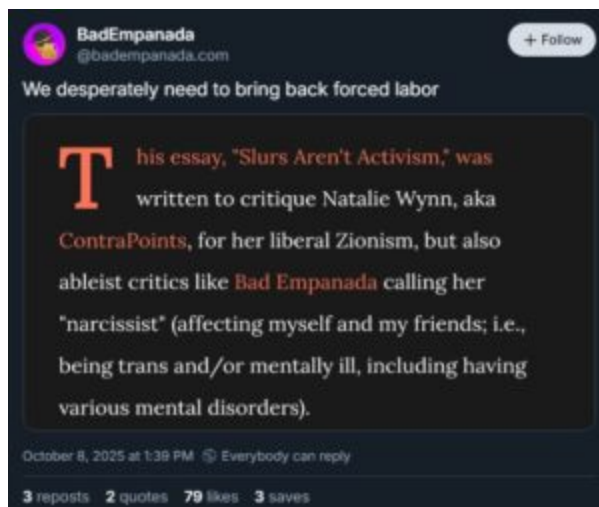 BadEmpanada
@badempanada.com
+ Follow
We desperately need to bring back forced labor
This essay, "Slurs Aren't Activism," was
written to critique Natalie Wynn, aka
ContraPoints, for her liberal Zionism, but also
ableist critics like Bad Empanada calling her
"narcissist" (affecting myself and my friends; i.e.,
being trans and/or mentally ill, including having
various mental disorders).
October 8, 2025 at 1:39 PM Everybody can reply
3 reposts 2 quotes 79 likes 3 saves